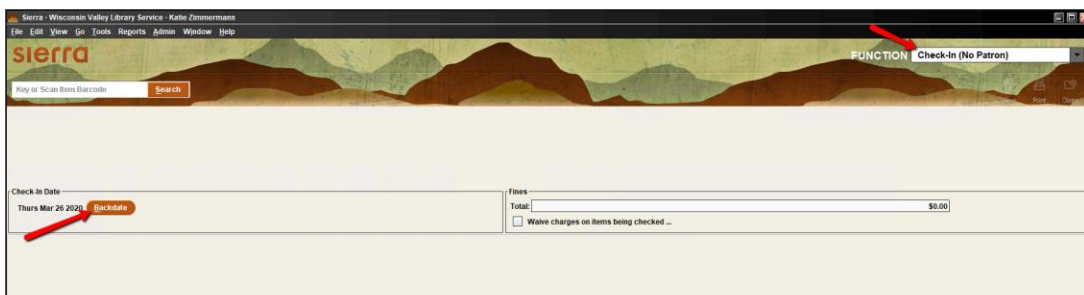 Sierra - Wisconsin Valley Library Service - Katie Zimmermann
File Edit View Go Tools Reports Admin Window Help
sierra
FUNCTION Check-In (No Patron)
Key or Scan Item Barcode Search
Print Close
Check-In Date
Thurs Mar 26 2020 Backdate
Fines
Total: $0.00
Waive charges on items being checked ...